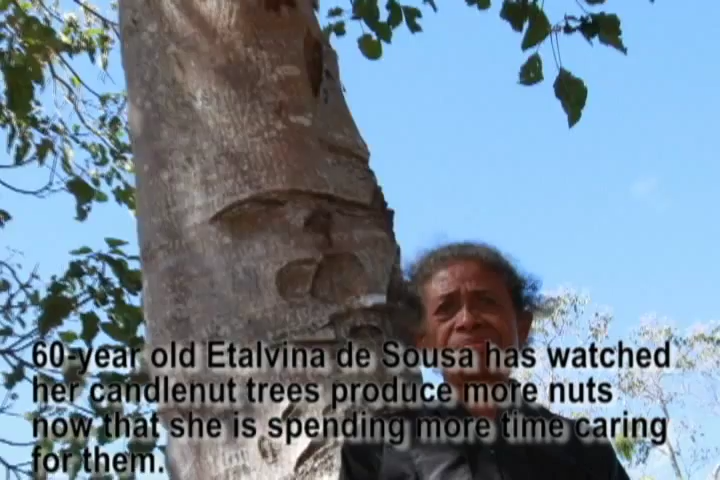 60-year old Etalvina de Sousa has watched
her candlenut trees produce more nuts
now that she is spending more time caring
for them.